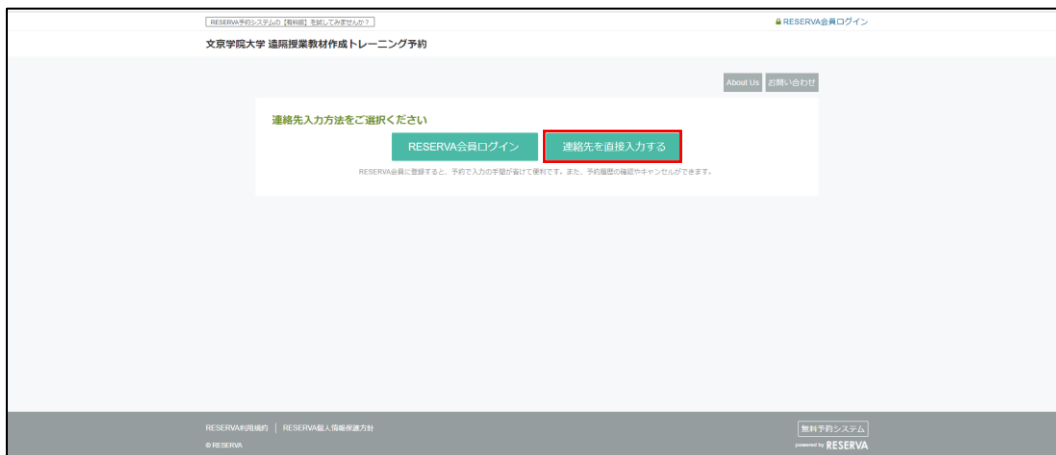 RESERVA予約システムの【有料版】を試してみませんか?
RESERVA会員ログイン
文京学院大学 遠隔授業教材作成トレーニング予約
About Us
お問い合わせ
連絡先入力方法をご選択ください
RESERVA会員ログイン
連絡先を直接入力する
RESERVA会員に登録すると、予約で入力の手間が省けて便利です。また、予約履歴の確認やキャンセルができます。
RESERVA利用規約 | RESERVA個人情報保護方針
無料予約システム
© RESERVA
powered by RESERVA